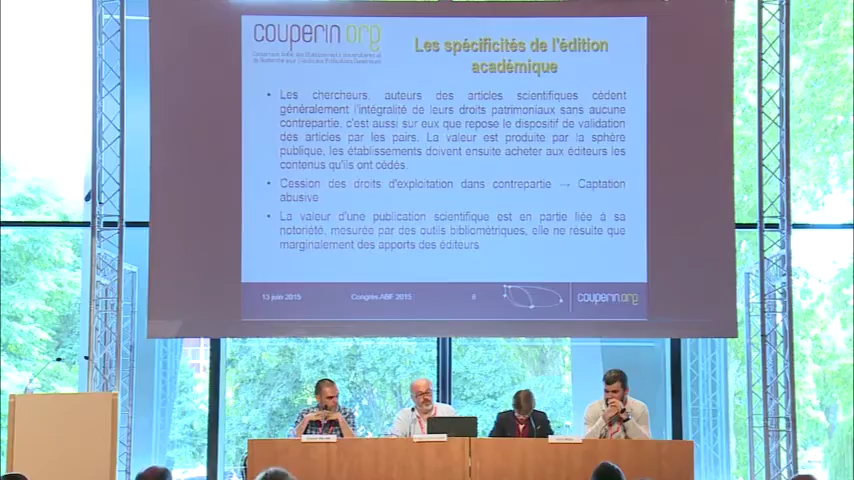 couperin.org
Les spécificités de l'édition
académique
• Les chercheurs, auteurs des articles scientifiques cèdent
généralement l'intégralité de leurs droits patrimoniaux sans aucune
contrepartie, c'est aussi sur eux que repose le dispositif de validation
des articles par les pairs. La valeur est produite par la sphère
publique, les établissements doivent ensuite acheter aux éditeurs les
contenus qu'ils ont cédés.
• Cession des droits d'exploitation dans contrepartie → Captation
abusive
• La valeur d'une publication scientifique est en partie liée à sa
notoriété, mesurée par des outils bibliométriques, elle ne résulte que
marginalement des apports des éditeurs
13 juin 2015 Congrès ABF 2015 6 couperin.org